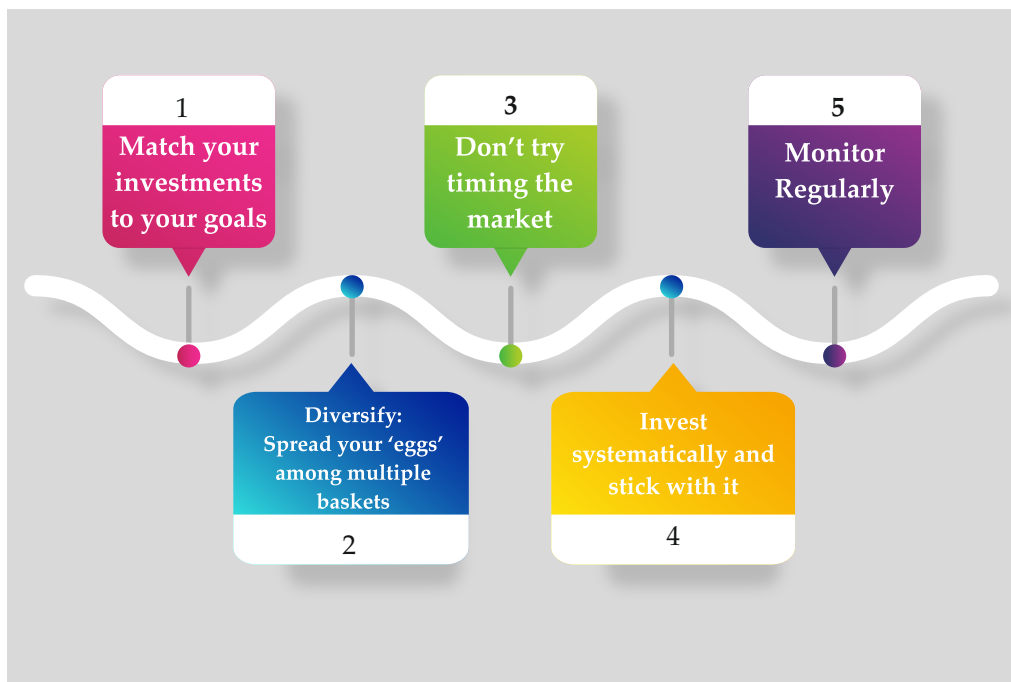 1
Match your
investments
to your goals
Diversify:
Spread your ‘eggs’
among multiple
baskets
2
3
Don’t try
timing the
market
Invest
systematically and
stick with it
4
5
Monitor
Regularly